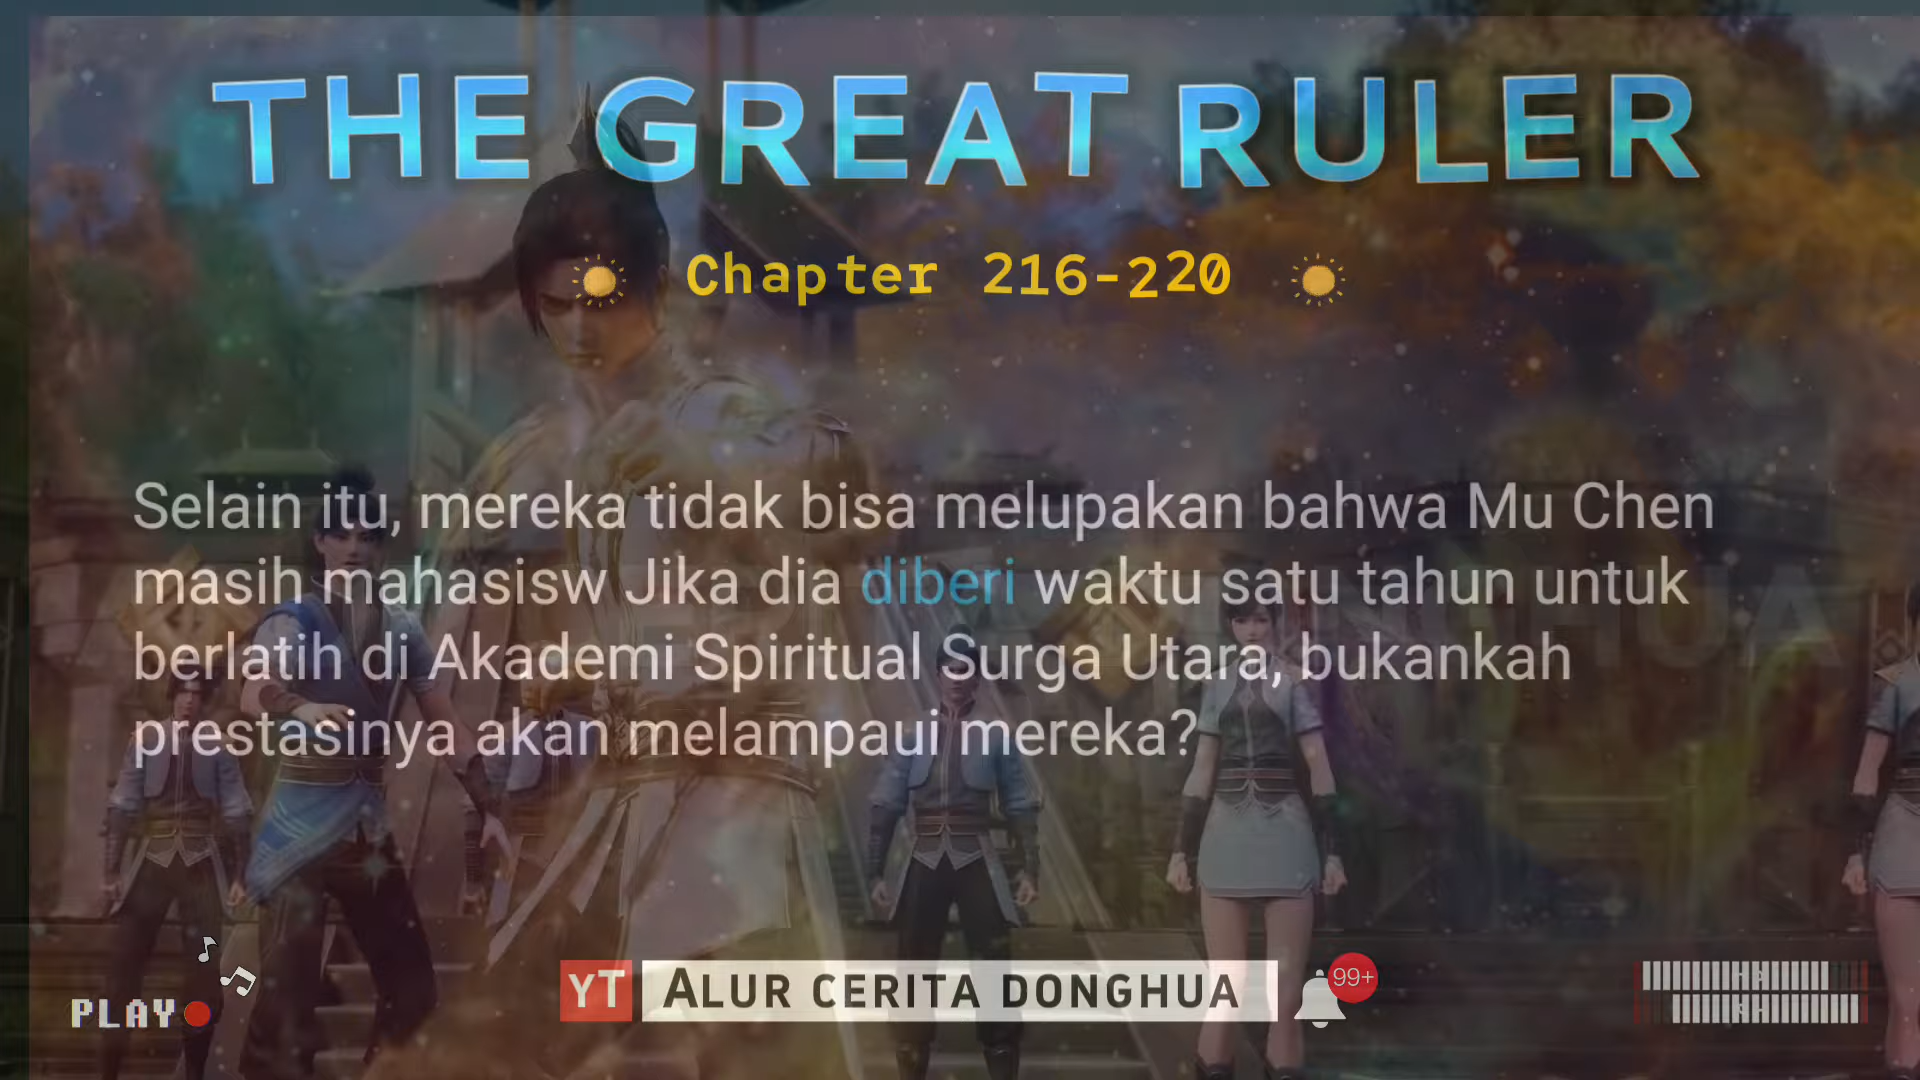 THE GREAT RULER
Chapter 216-220
Selain itu, mereka tidak bisa melupakan bahwa Mu Chen
masih mahasisw Jika dia diberi waktu satu tahun untuk
berlatih di Akademi Spiritual Surga Utara, bukankah
prestasinya akan melampaui mereka?
PLAY
YT ALUR CERITA DONGHUA
99+